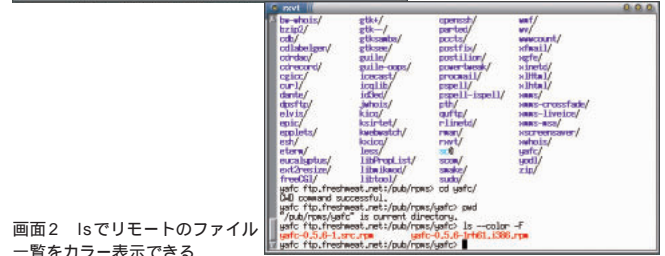 rxvt
bw-whois/ gtk+/ openssh/ wmf/
bzip2/ gtk--/ parted/ wv/
cdb/ gtksamba/ pccts/ wwwcount/
cdlabelgen/ gtksee/ postfix/ xfmail/
cdrdao/ guile/ postilion/ xgfe/
cdrecord/ guile-oops/ powertweak/ xinetd/
cgicc/ icecast/ procmail/ xlHtml/
curl/ icqlib/ pspell/ xlhtml/
dante/ id3ed/ pspell-ispell/ xmms/
dpsftp/ jwhois/ pth/ xmms-crossfade/
elvis/ kicq/ quftp/ xmms-liveice/
epic/ ksirtet/ rlinetd/ xmms-msa/
epplets/ kwebwatch/ rman/ xscreensaver/
esh/ kxicq/ rxvt/ xwhois/
eterm/ less/ yafc/
eucalyptus/ libPropList/ scom/ yodl/
ext2resize/ libmikmod/ smake/ zip/
freeCGI/ libtool/ sudo/
yafc ftp.freshmeat.net:/pub/rpms> cd yafc/
CWD command successful.
yafc ftp.freshmeat.net:/pub/rpms/yafc> pwd
"/pub/rpms/yafc" is current directory.
yafc ftp.freshmeat.net:/pub/rpms/yafc> ls --color -F
yafc-0.5.6-1.src.rpm yafc-0.5.6-1rh61.i386.rpm
yafc ftp.freshmeat.net:/pub/rpms/yafc>
画面2 lsでリモートのファイル
一覧をカラー表示できる